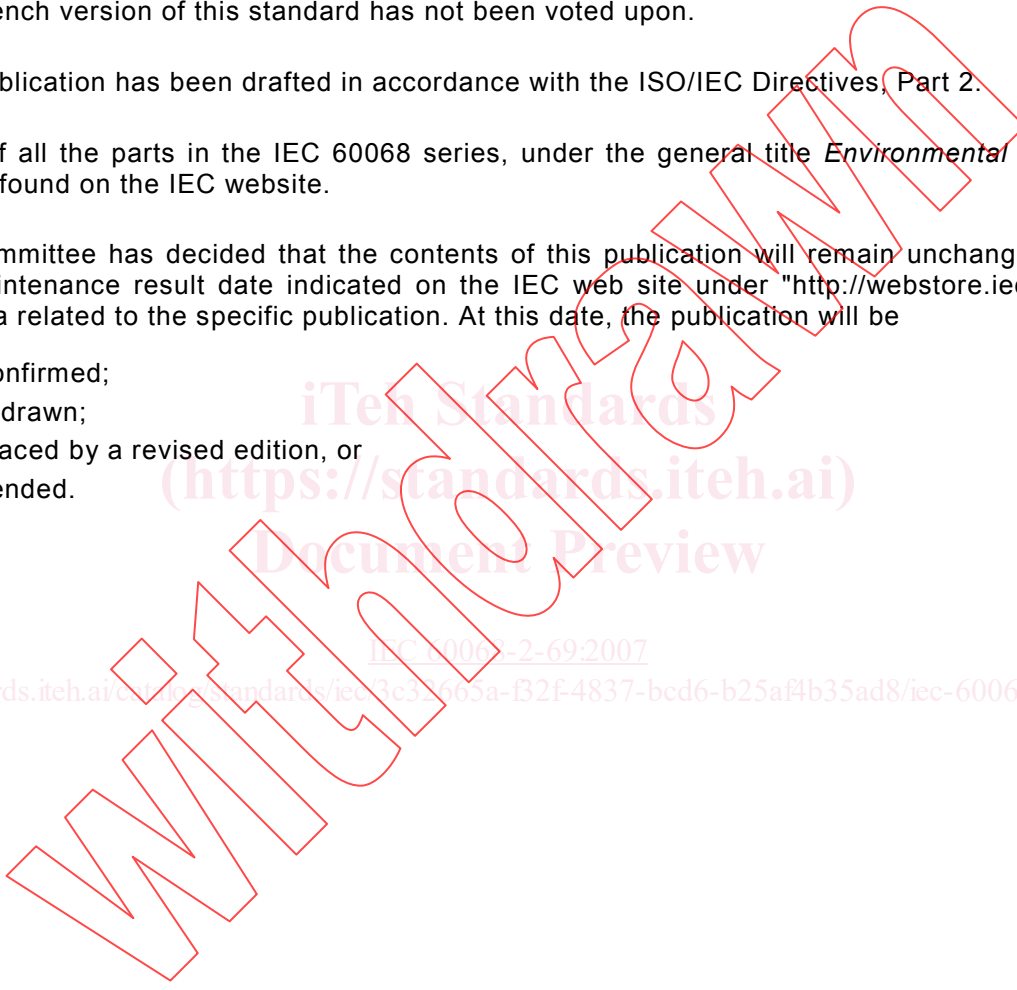 ench version of this standard has not been voted upon.
ublication has been drafted in accordance with the ISO/IEC Directives, Part 2.
f all the parts in the IEC 60068 series, under the general title Environmental
found on the IEC website.
mmittee has decided that the contents of this publication will remain unchang
intenance result date indicated on the IEC web site under "http://webstore.iec
a related to the specific publication. At this date, the publication will be
onfirmed;
drawn;
aced by a revised edition, or
ended.
iTeh Standards
(https://standards.iteh.ai)
Document Preview
IEC 60068-2-69:2007
rds.iteh.ai/catalog/standards/iec/3c32665a-f32f-4837-bcd6-b25af4b35ad8/iec-6006
withdrawn